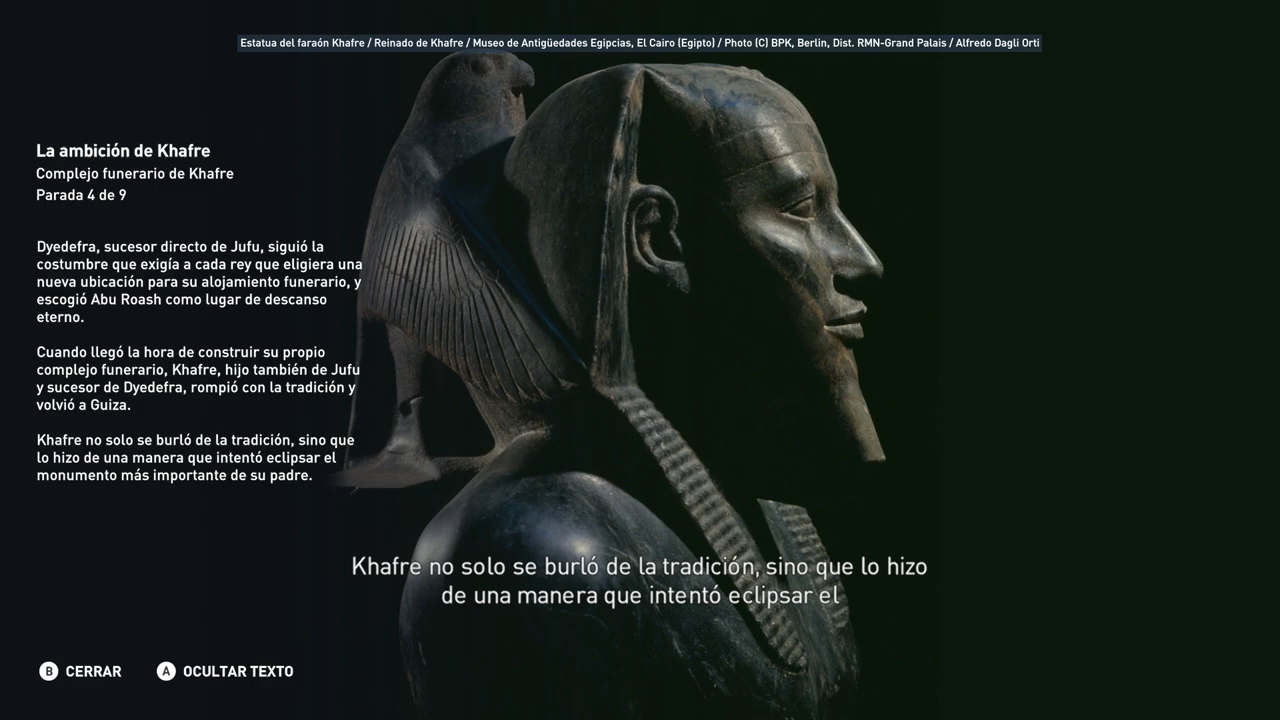 Estatua del faraón Khafre / Reinado de Khafre / Museo de Antigüedades Egipcias, El Cairo (Egipto) / Photo (C) BPK, Berlin, Dist. RMN-Grand Palais / Alfredo Dagli Orti
La ambición de Khafre
Complejo funerario de Khafre
Parada 4 de 9
Dyedefra, sucesor directo de Jufu, siguió la
costumbre que exigía a cada rey que eligiera una
nueva ubicación para su alojamiento funerario, y
escogió Abu Roash como lugar de descanso
eterno.
Cuando llegó la hora de construir su propio
complejo funerario, Khafre, hijo también de Jufu
y sucesor de Dyedefra, rompió con la tradición y
volvió a Guiza.
Khafre no solo se burló de la tradición, sino que
lo hizo de una manera que intentó eclipsar el
monumento más importante de su padre.
Khafre no solo se burló de la tradición, sino que lo hizo
de una manera que intentó eclipsar el
B CERRAR A OCULTAR TEXTO